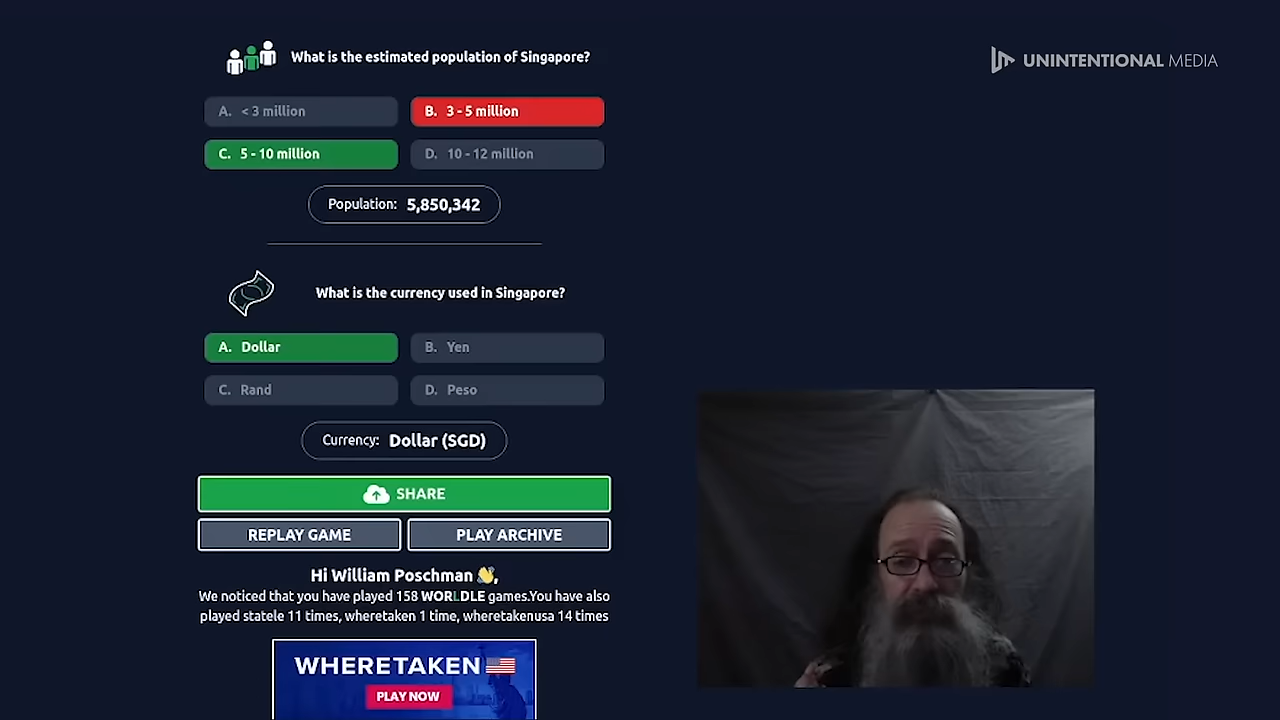 What is the estimated population of Singapore?
UNINTENTIONAL MEDIA
A. < 3 million
B. 3 - 5 million
C. 5 - 10 million
D. 10 - 12 million
Population: 5,850,342
What is the currency used in Singapore?
A. Dollar
B. Yen
C. Rand
D. Peso
Currency: Dollar (SGD)
SHARE
REPLAY GAME
PLAY ARCHIVE
Hi William Poschman 👋,
We noticed that you have played 158 WORLDLE games.You have also
played statele 11 times, wheretaken 1 time, wheretakenusa 14 times
WHERETAKEN
PLAY NOW